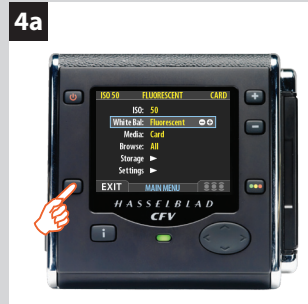 4a
ISO 50 FLUORESCENT CARD
ISO: 50
White Bal: Fluorescent
Media: Card
Browse: All
Storage
Settings
EXIT MAIN MENU
HASSELBLAD
CFV
i